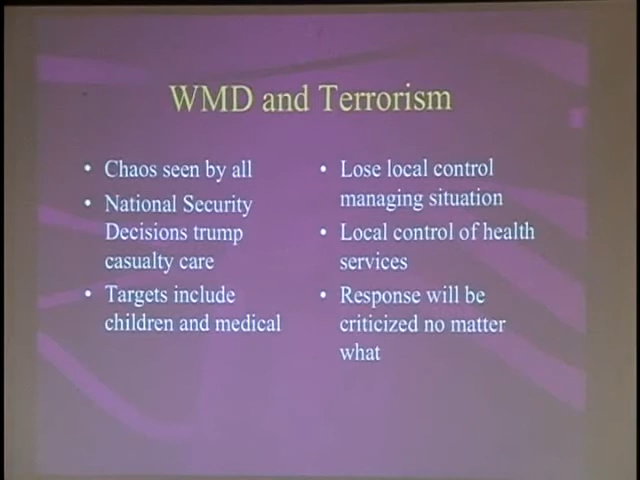 WMD and Terrorism
• Chaos seen by all
• National Security
Decisions trump
casualty care
• Targets include
children and medical
• Lose local control
managing situation
• Local control of health
services
• Response will be
criticized no matter
what